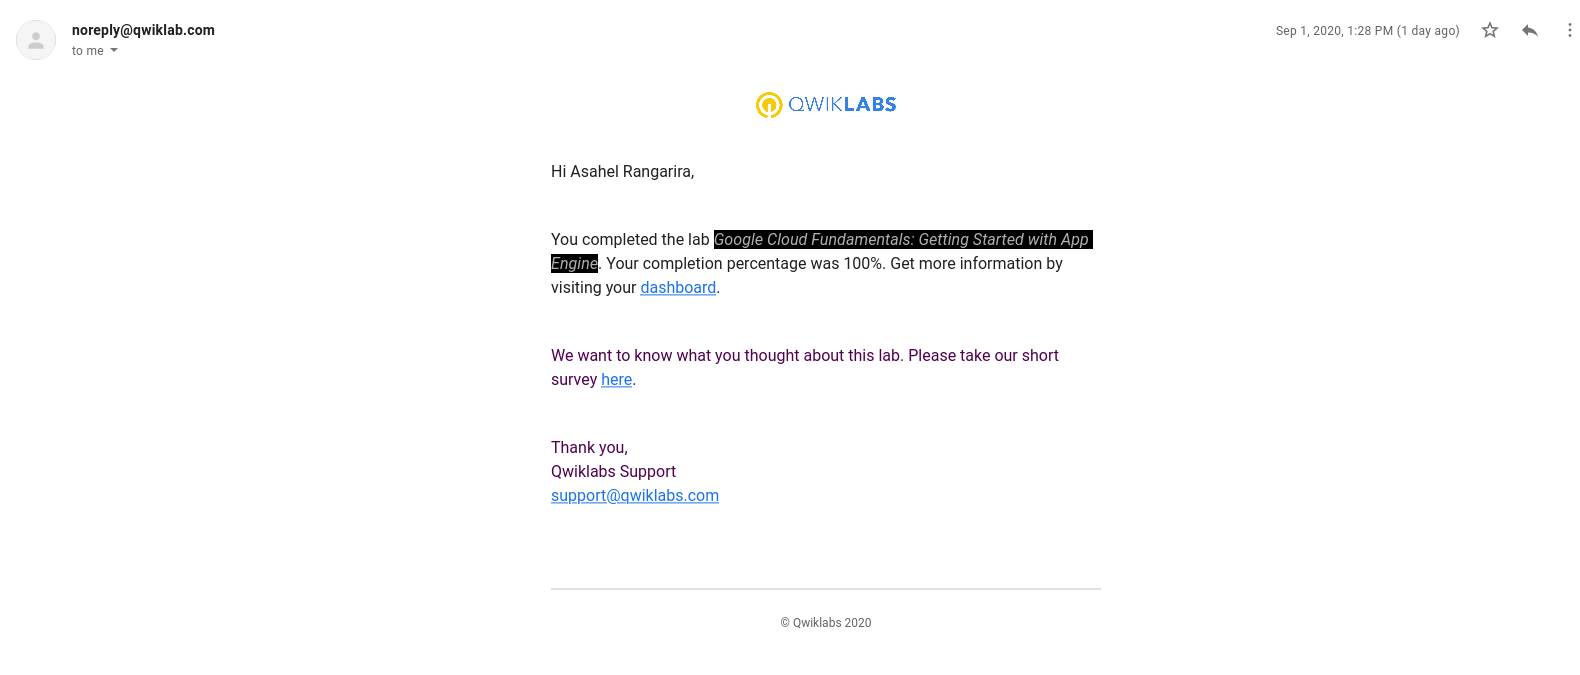 noreply@qwiklab.com
Sep 1, 2020, 1:28 PM (1 day ago)
to me
QWIKLABS
Hi Asahel Rangarira,
You completed the lab Google Cloud Fundamentals: Getting Started with App
Engine. Your completion percentage was 100%. Get more information by
visiting your dashboard.
We want to know what you thought about this lab. Please take our short
survey here.
Thank you,
Qwiklabs Support
support@qwiklabs.com
© Qwiklabs 2020